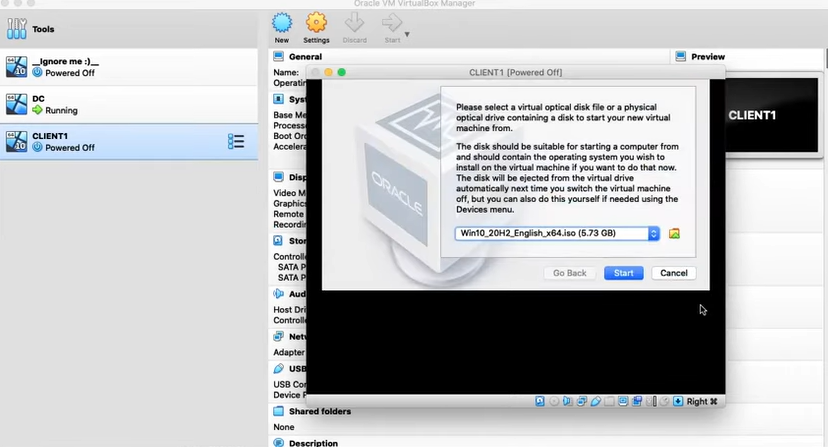 Oracle VM VirtualBox Manager
Tools
New
Settings
Discard
Start
__Ignore me :)__
Powered Off
DC
Running
CLIENT1
Powered Off
General
Name:
Operatin
Syst
Base Me
Process
Boot Or
Acceler
Disp
Video M
Graphics
Remote
Recordin
Stor
Control
SATA P
SATA P
Aud
Host Dri
Controll
Netw
Adapter
USB
USB Con
Device F
Shared folders
None
Description
Preview
CLIENT1
CLIENT1 [Powered Off]
ORACLE
Please select a virtual optical disk file or a physical
optical drive containing a disk to start your new virtual
machine from.
The disk should be suitable for starting a computer from
and should contain the operating system you wish to
install on the virtual machine if you want to do that now.
The disk will be ejected from the virtual drive
automatically next time you switch the virtual machine
off, but you can also do this yourself if needed using the
Devices menu.
Win10_20H2_English_x64.iso (5.73 GB)
Go Back
Start
Cancel
Right ⌘